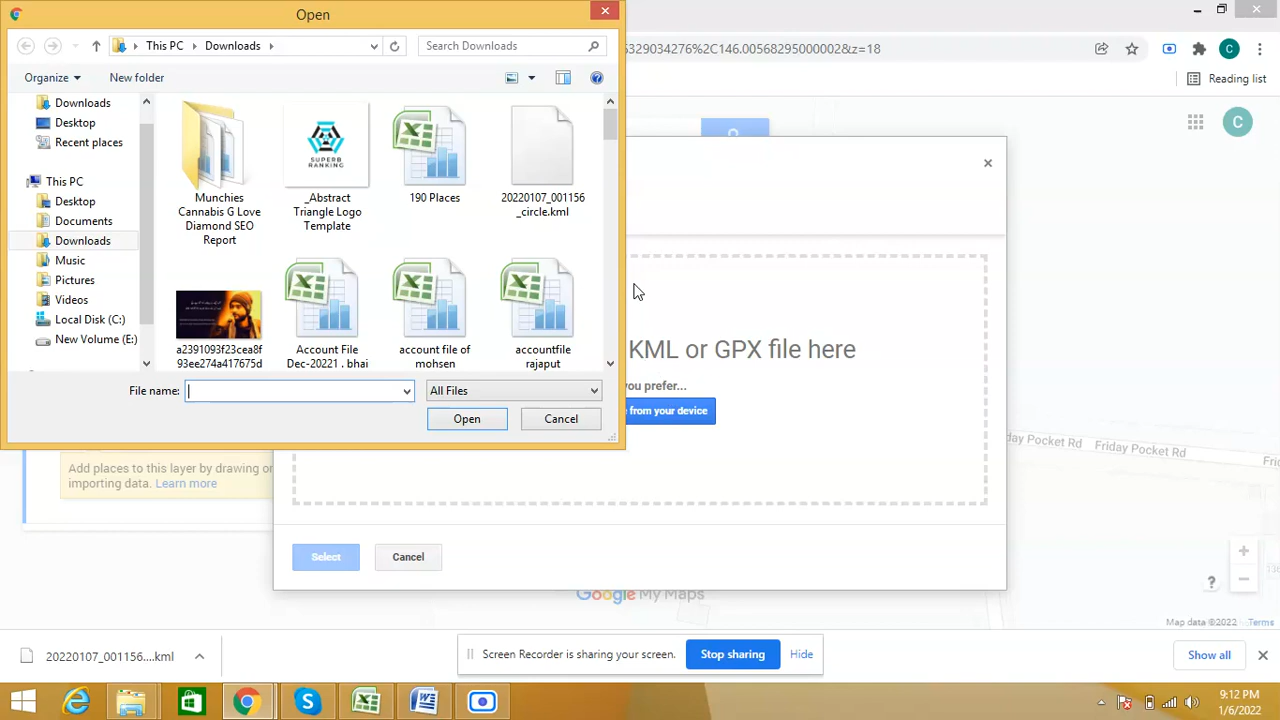 Open
This PC
Downloads
Search Downloads
5329034276%2C146.00568295000002&z=18
Organize
New folder
Reading list
Downloads
Desktop
Recent places
This PC
Desktop
Documents
Downloads
Music
Pictures
Videos
Local Disk (C:)
New Volume (E:)
Munchies
Cannabis G Love
Diamond SEO
Report
SUPERB
RANKING
_Abstract
Triangle Logo
Template
190 Places
20220107_001156
_circle.kml
a2391093f23cea8f
93ee274a417675d
Account File
Dec-20221 . bhai
account file of
mohsen
accountfile
rajaput
File name:
All Files
Open
Cancel
C
C
KML or GPX file here
you prefer...
from your device
Friday Pocket Rd
Add places to this layer by drawing or
importing data. Learn more
Select
Cancel
Google My Maps
Map data ©2022
Terms
20220107_001156....kml
Screen Recorder is sharing your screen.
Stop sharing
Hide
Show all
9:12 PM
1/6/2022